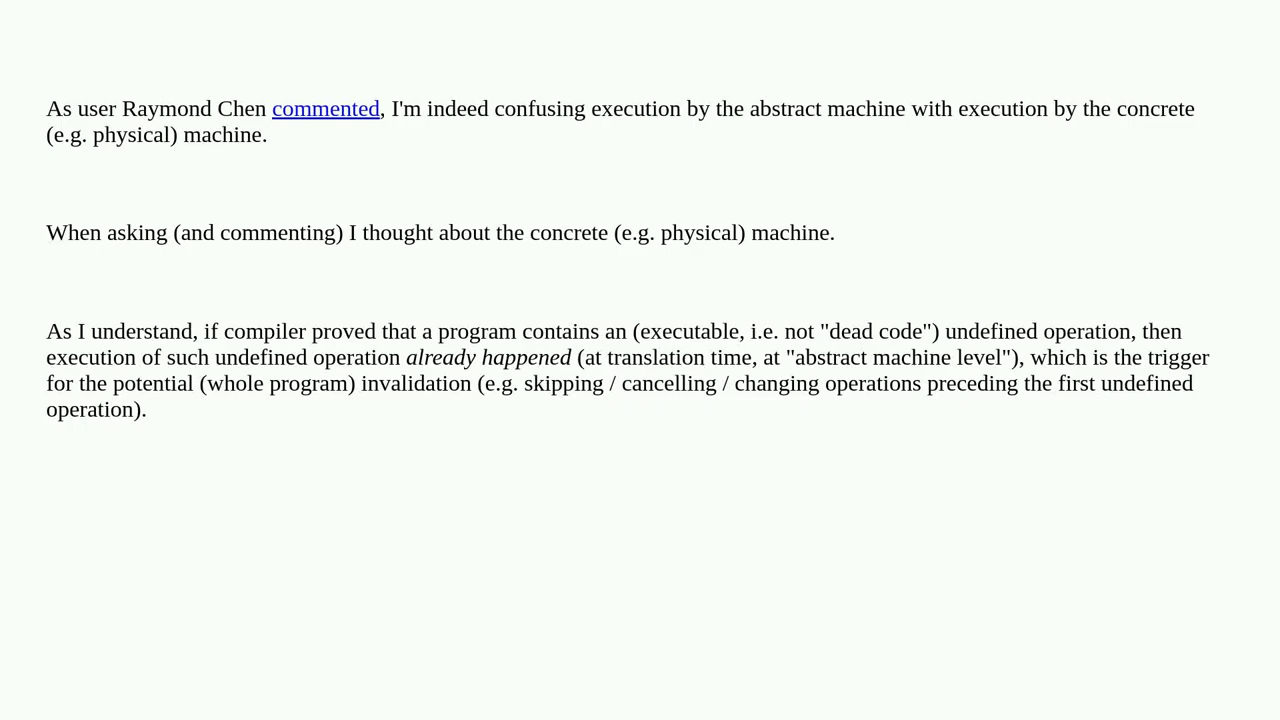 As user Raymond Chen commented, I'm indeed confusing execution by the abstract machine with execution by the concrete
(e.g. physical) machine.
When asking (and commenting) I thought about the concrete (e.g. physical) machine.
As I understand, if compiler proved that a program contains an (executable, i.e. not "dead code") undefined operation, then
execution of such undefined operation already happened (at translation time, at "abstract machine level"), which is the trigger
for the potential (whole program) invalidation (e.g. skipping / cancelling / changing operations preceding the first undefined
operation).